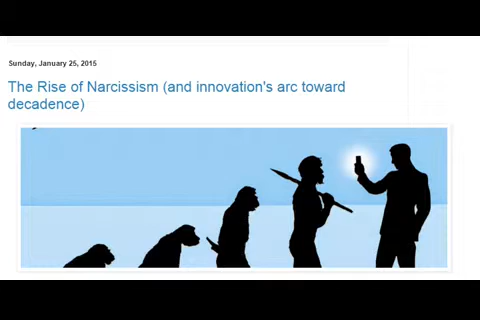 Sunday, January 25, 2015
The Rise of Narcissism (and innovation's arc toward
decadence)